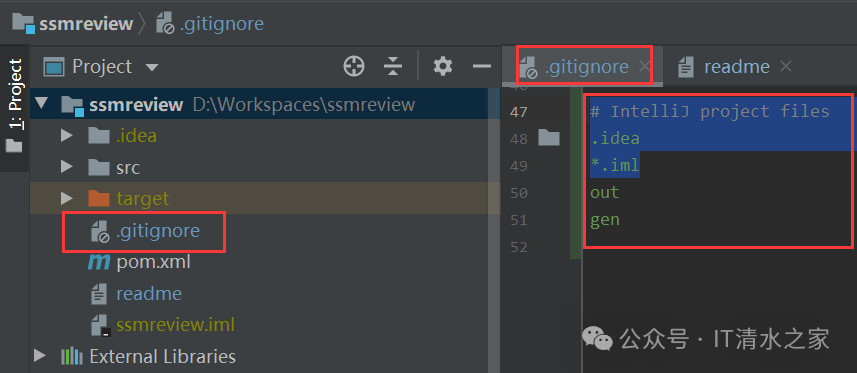 ssmreview
.gitignore
1: Project
Project
.gitignore
readme
ssmreview D:\Workspaces\ssmreview
.idea
src
target
.gitignore
pom.xml
readme
ssmreview.iml
External Libraries
47 # IntelliJ project files
48 .idea
49 *.iml
50 out
51 gen
52
公众号 · IT清水之家